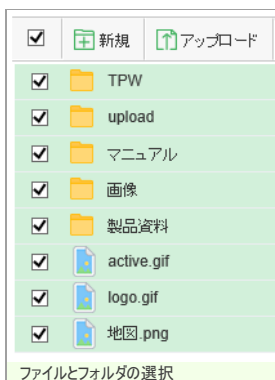 新規 アップロード
TPW
upload
マニュアル
画像
製品資料
active.gif
logo.gif
地図.png
ファイルとフォルダの選択